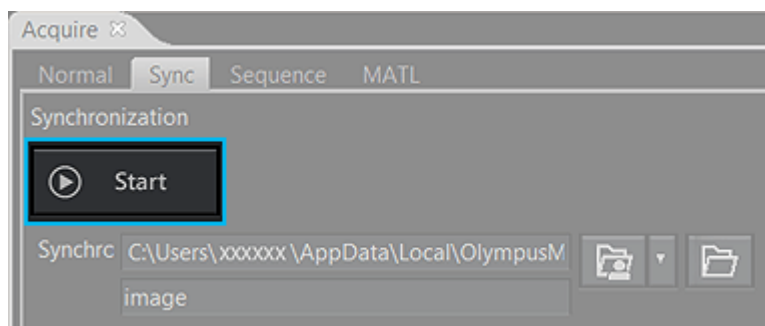 Acquire
Normal Sync Sequence MATL
Synchronization
Start
Synchrc C:\Users\xxxxxx\AppData\Local\OlympusM
image